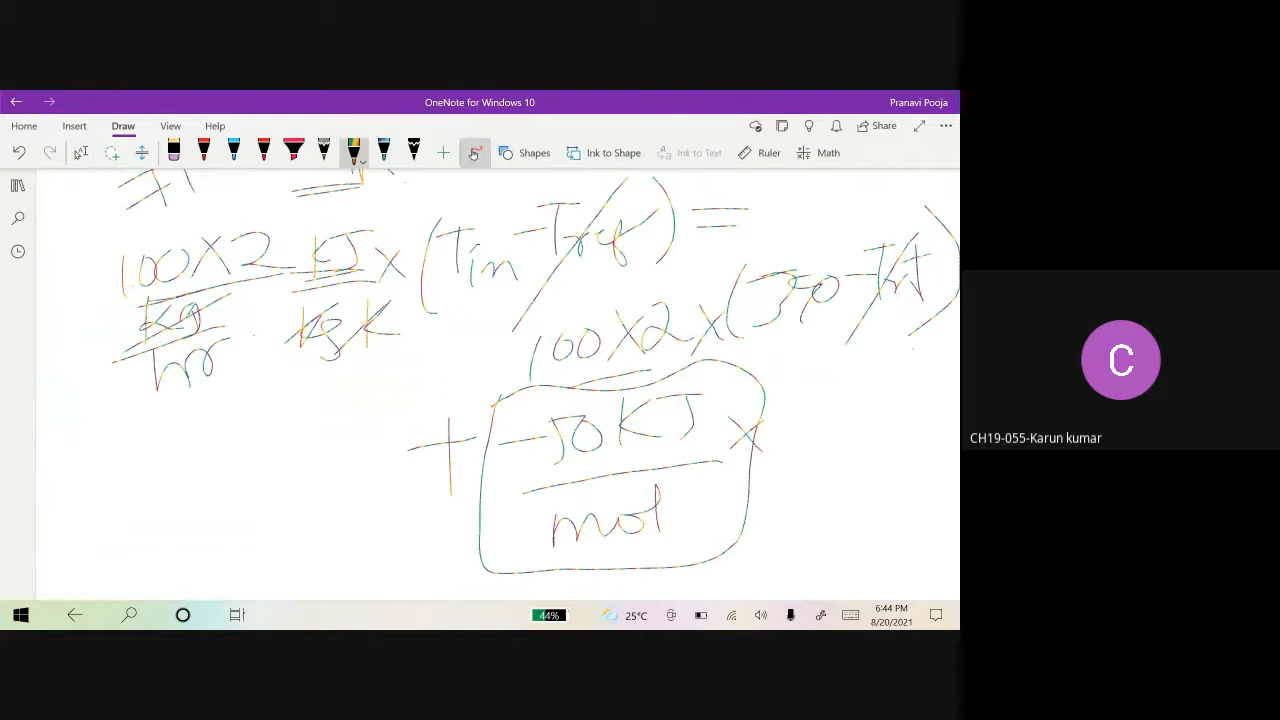 OneNote for Windows 10
Pranavi Pooja
Home Insert Draw View Help
Share
Shapes Ink to Shape Ink to Text Ruler Math
100 X 2 KJ X (Tin - Tref) =
kg kg K
hr
100 X 2 X (350 - Tref)
+ -50 KJ X
mol
C
CH19-055-Karun kumar
44%
25°C
6:44 PM
8/20/2021